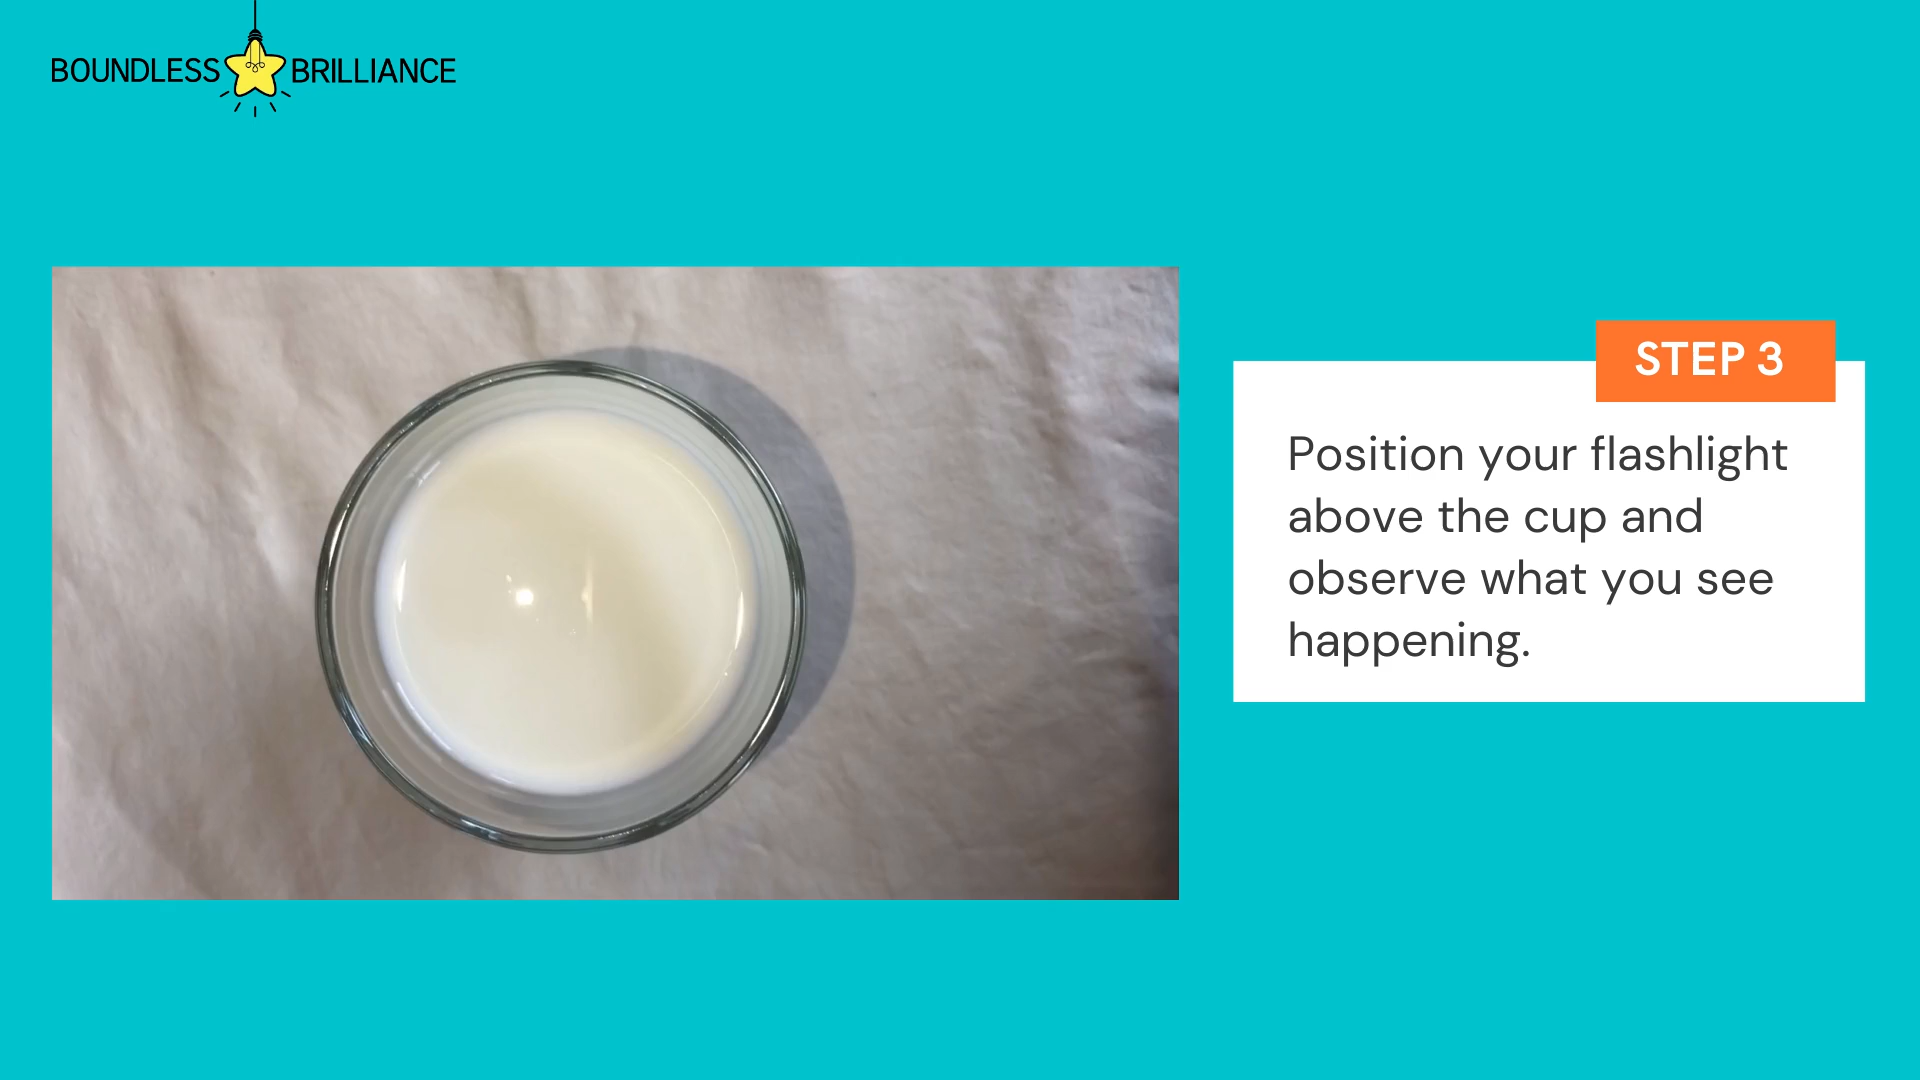 BOUNDLESS BRILLIANCE
STEP 3
Position your flashlight
above the cup and
observe what you see
happening.